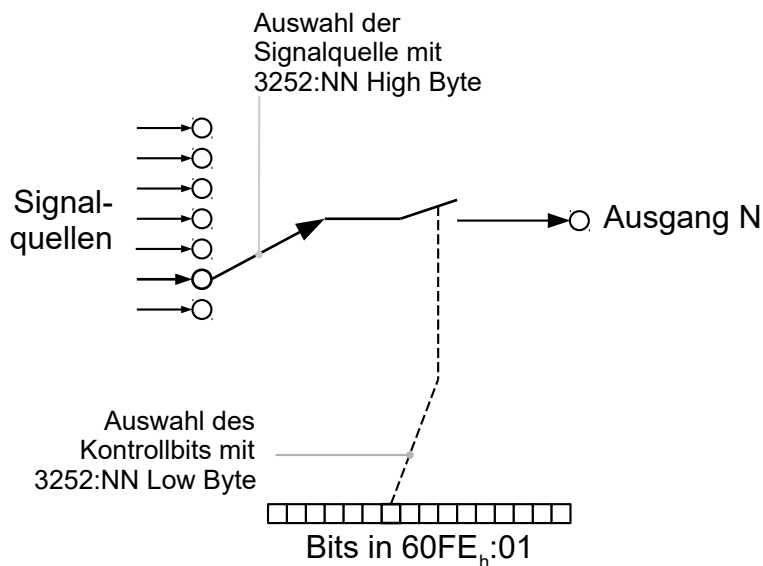 Auswahl der
Signalquelle mit
3252:NN High Byte
Signal-
quellen
Ausgang N
Auswahl des
Kontrollbits mit
3252:NN Low Byte
Bits in 60FEₕ:01